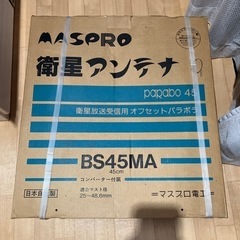 MASPRO
衛星アンテナ
papabo 45
衛星放送受信用 オフセットパラボラ
BS45MA
45cm
コンバーター付属
適合マスト径
25～48.6mm
日本
=マスプロ電工=